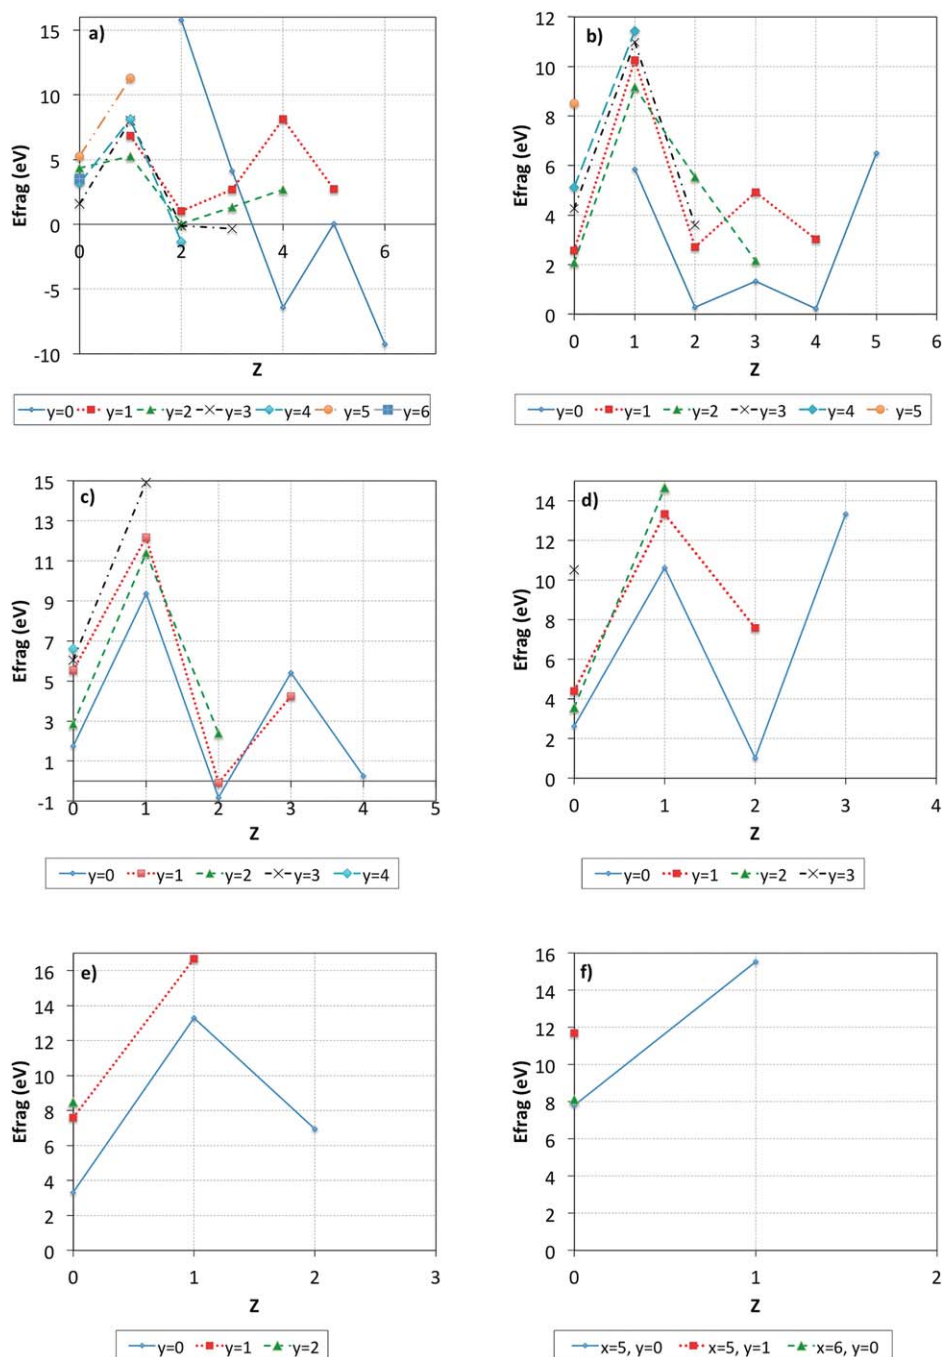 a)
Efrag (eV)
15
10
5
0
-5
-10
0 2 4 6
Z
y=0 y=1 y=2 y=3 y=4 y=5 y=6
b)
Efrag (eV)
12
10
8
6
4
2
0
0 1 2 3 4 5 6
Z
y=0 y=1 y=2 y=3 y=4 y=5
c)
Efrag (eV)
15
13
11
9
7
5
3
1
-1
0 1 2 3 4 5
Z
y=0 y=1 y=2 y=3 y=4
d)
Efrag (eV)
14
12
10
8
6
4
2
0
0 1 2 3 4
Z
y=0 y=1 y=2 y=3
e)
Efrag (eV)
16
14
12
10
8
6
4
2
0
0 1 2 3
Z
y=0 y=1 y=2
f)
Efrag (eV)
16
14
12
10
8
6
4
2
0
0 1 2
Z
x=5, y=0 x=5, y=1 x=6, y=0